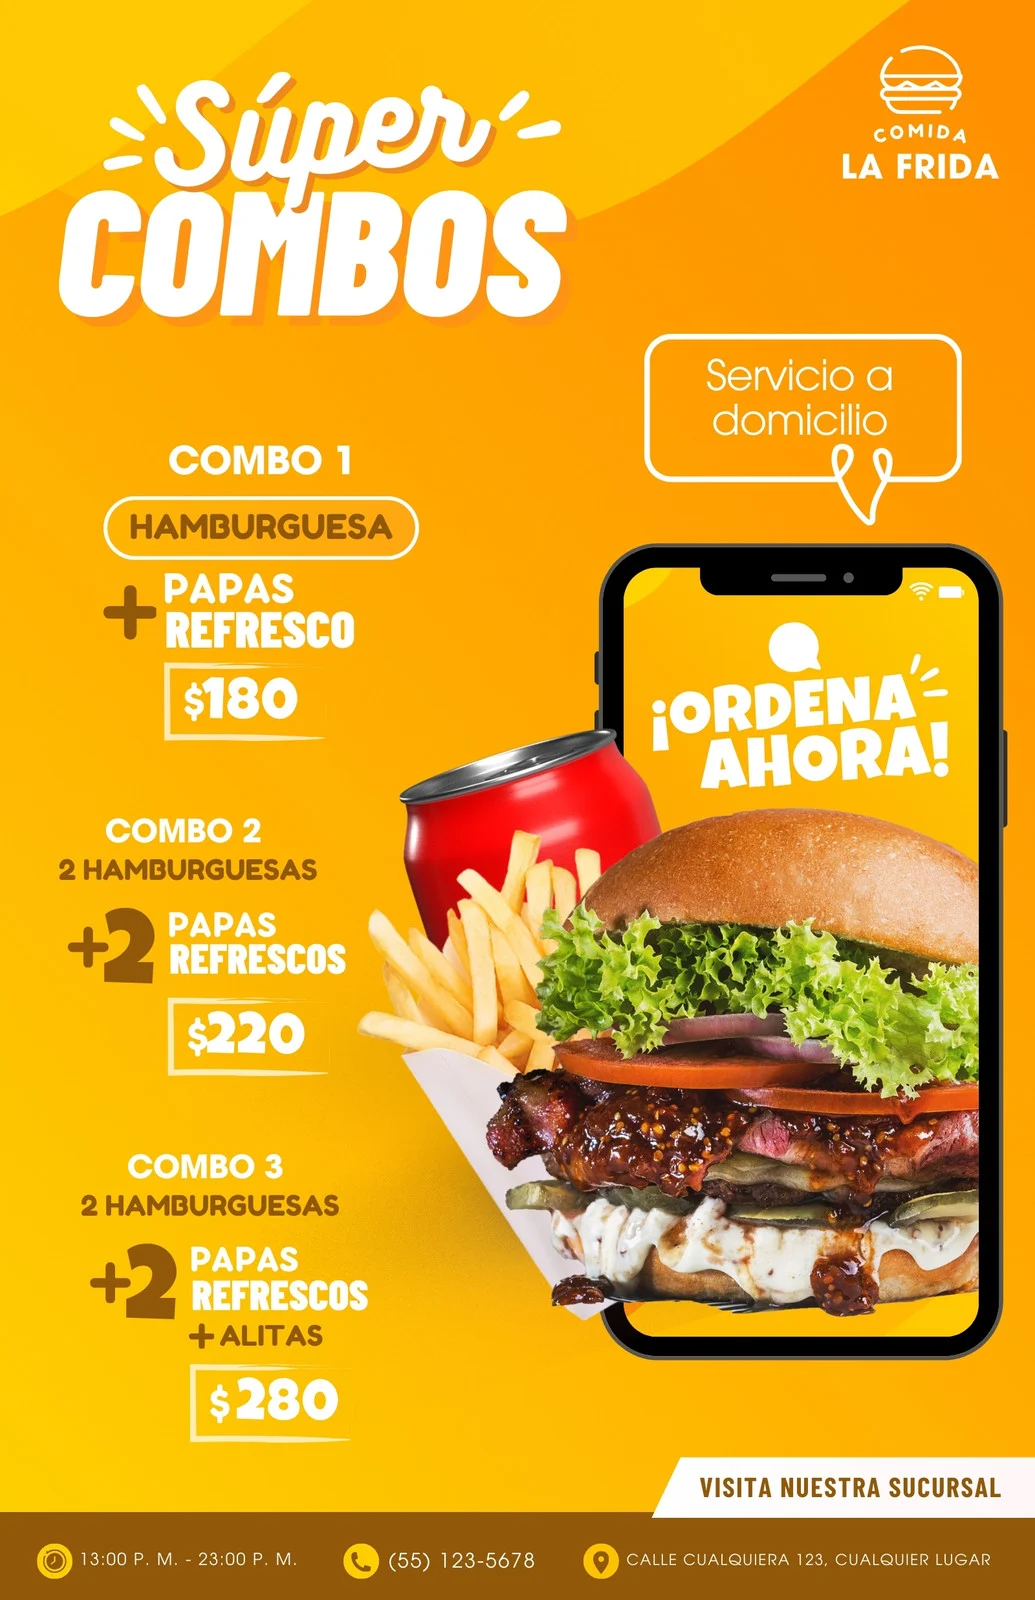 Súper
COMBOS
COMIDA
LA FRIDA
Servicio a
domicilio
COMBO 1
HAMBURGUESA
+ PAPAS
REFRESCO
$180
¡ORDENA
AHORA!
COMBO 2
2 HAMBURGUESAS
+2 PAPAS
REFRESCOS
$220
COMBO 3
2 HAMBURGUESAS
+2 PAPAS
REFRESCOS
+ ALITAS
$280
VISITA NUESTRA SUCURSAL
13:00 P. M. - 23:00 P. M.
(55) 123-5678
CALLE CUALQUIERA 123, CUALQUIER LUGAR